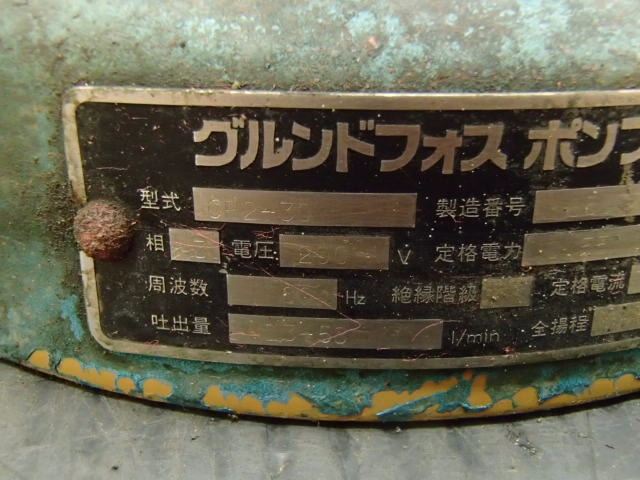 グルンドフォス ポンプ
型式 製造番号
相 電圧 V 定格電力
周波数 Hz 絶縁階級 定格電流
吐出量 l/min 全揚程